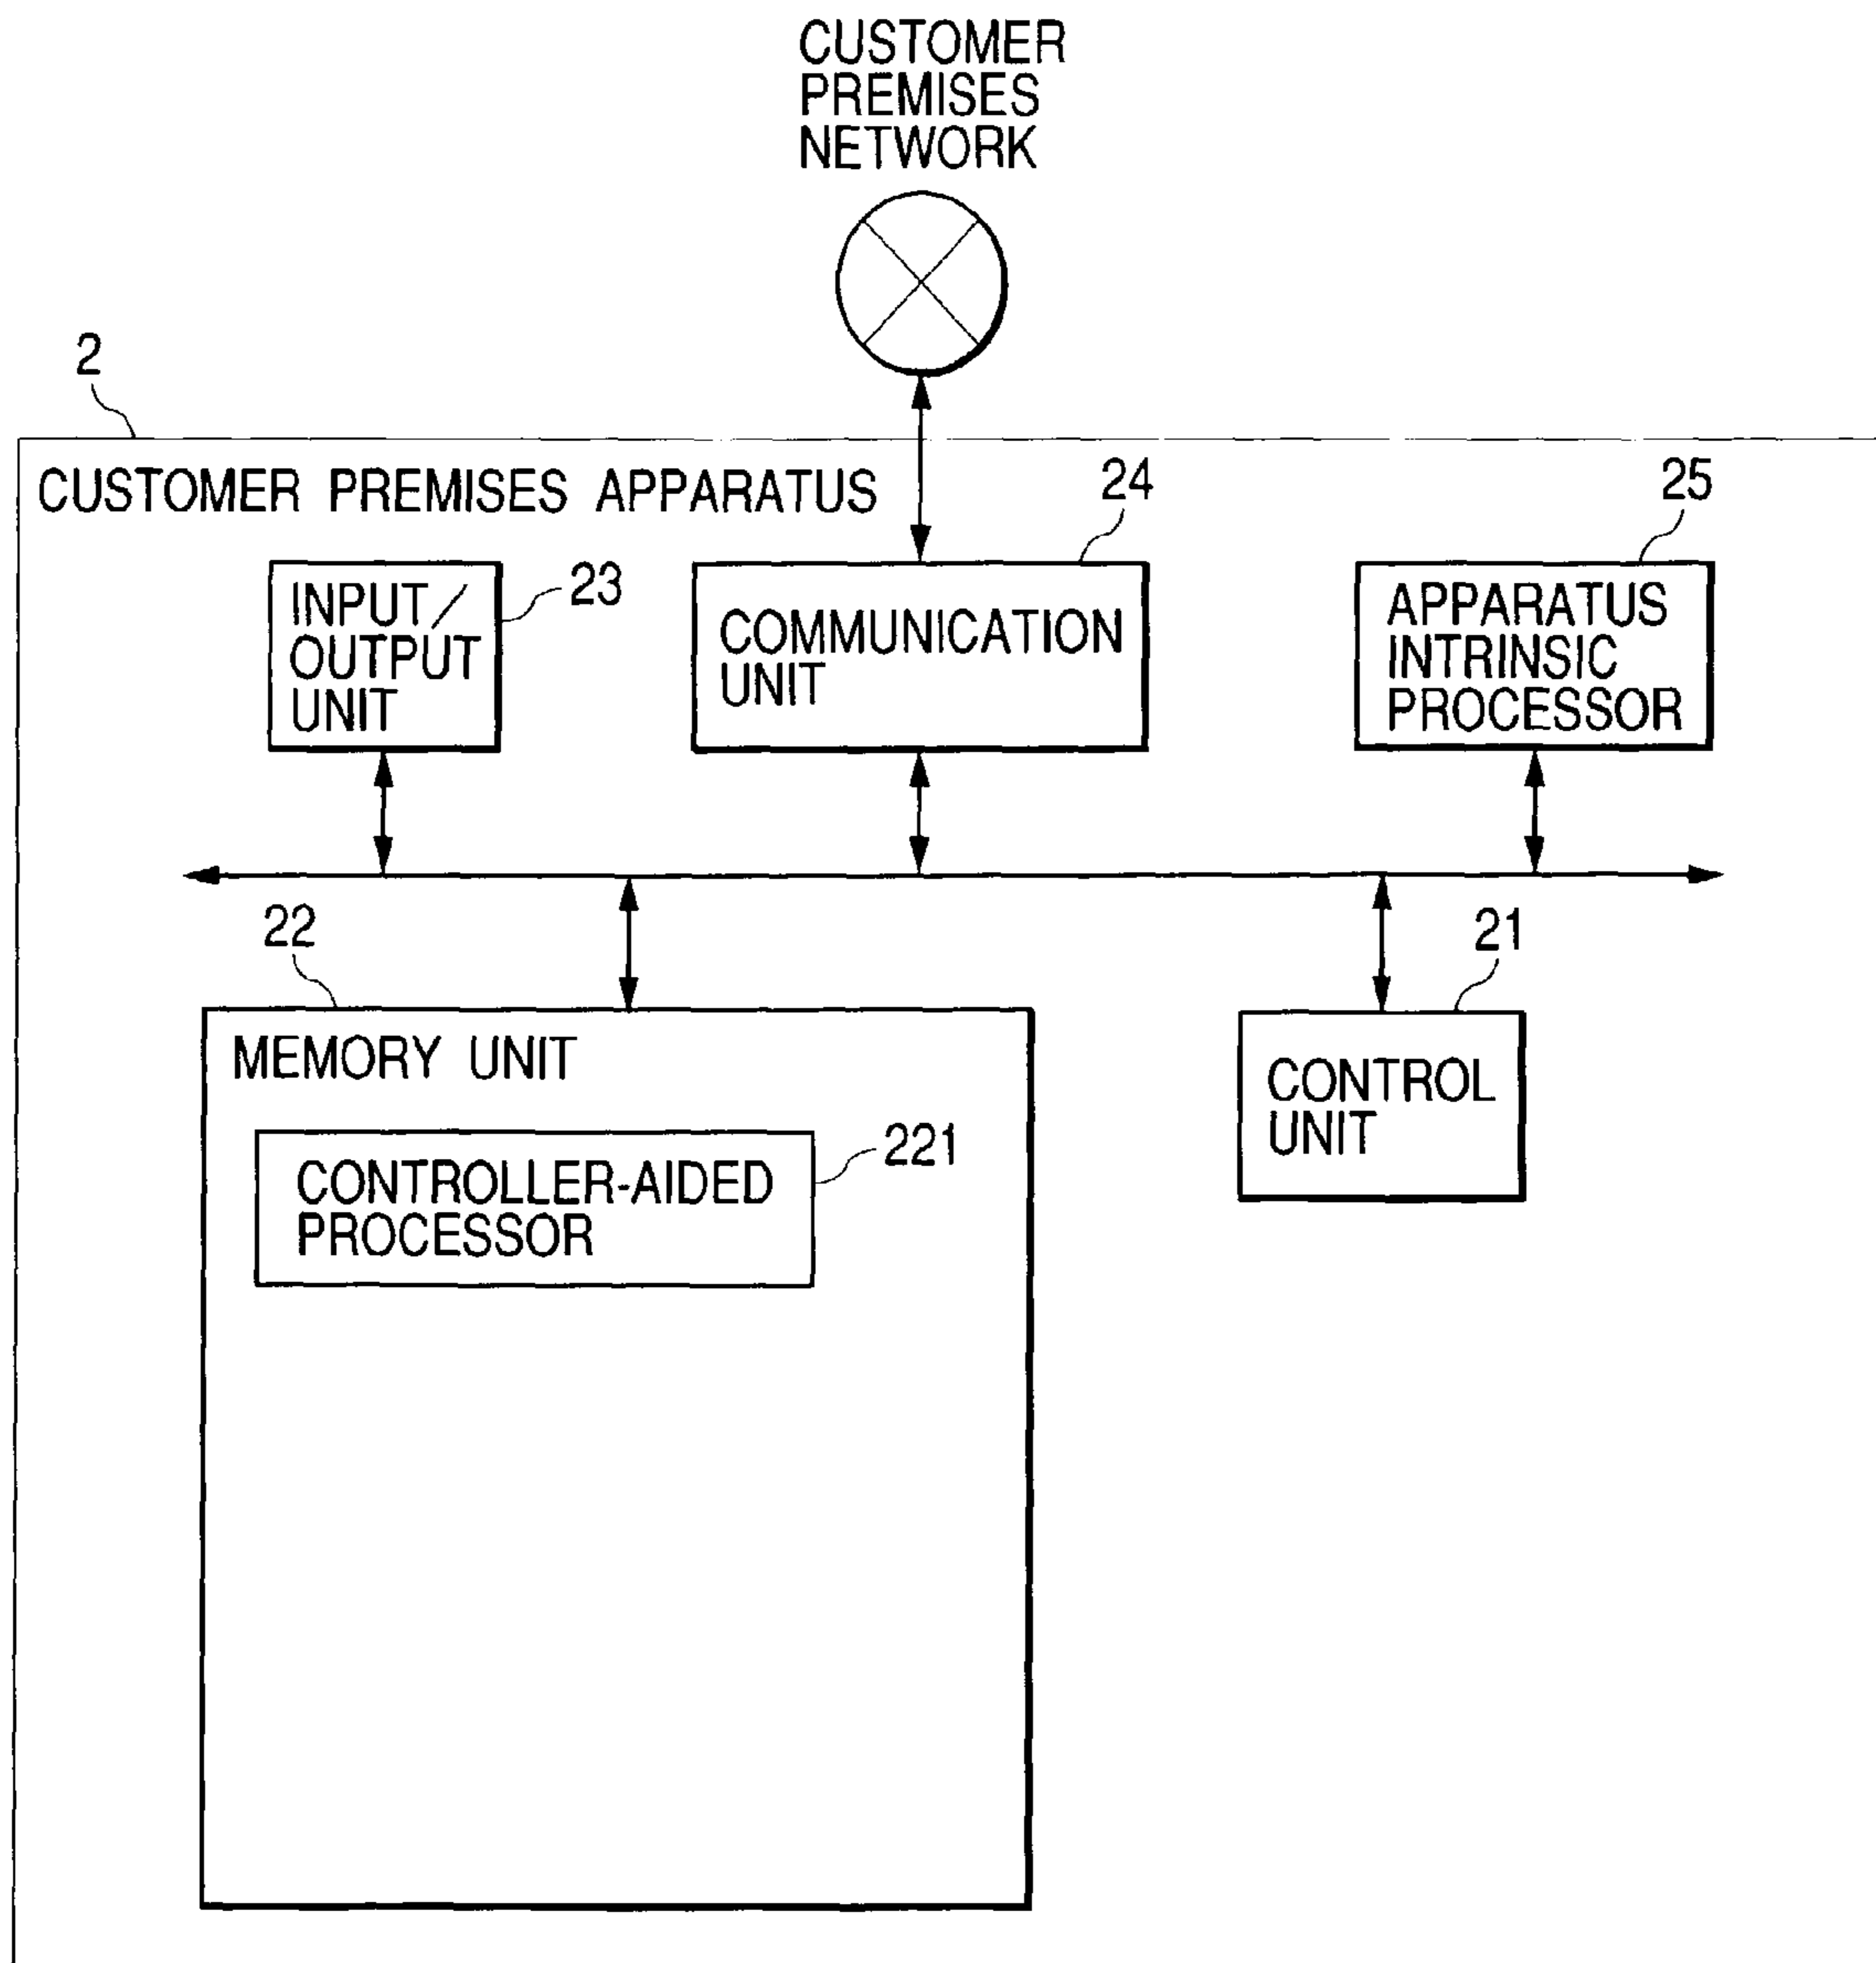 CUSTOMER
PREMISES
NETWORK
2
CUSTOMER PREMISES APPARATUS
24
25
INPUT/
OUTPUT
UNIT
23
COMMUNICATION
UNIT
APPARATUS
INTRINSIC
PROCESSOR
22
21
MEMORY UNIT
CONTROL
UNIT
CONTROLLER-AIDED
PROCESSOR
221